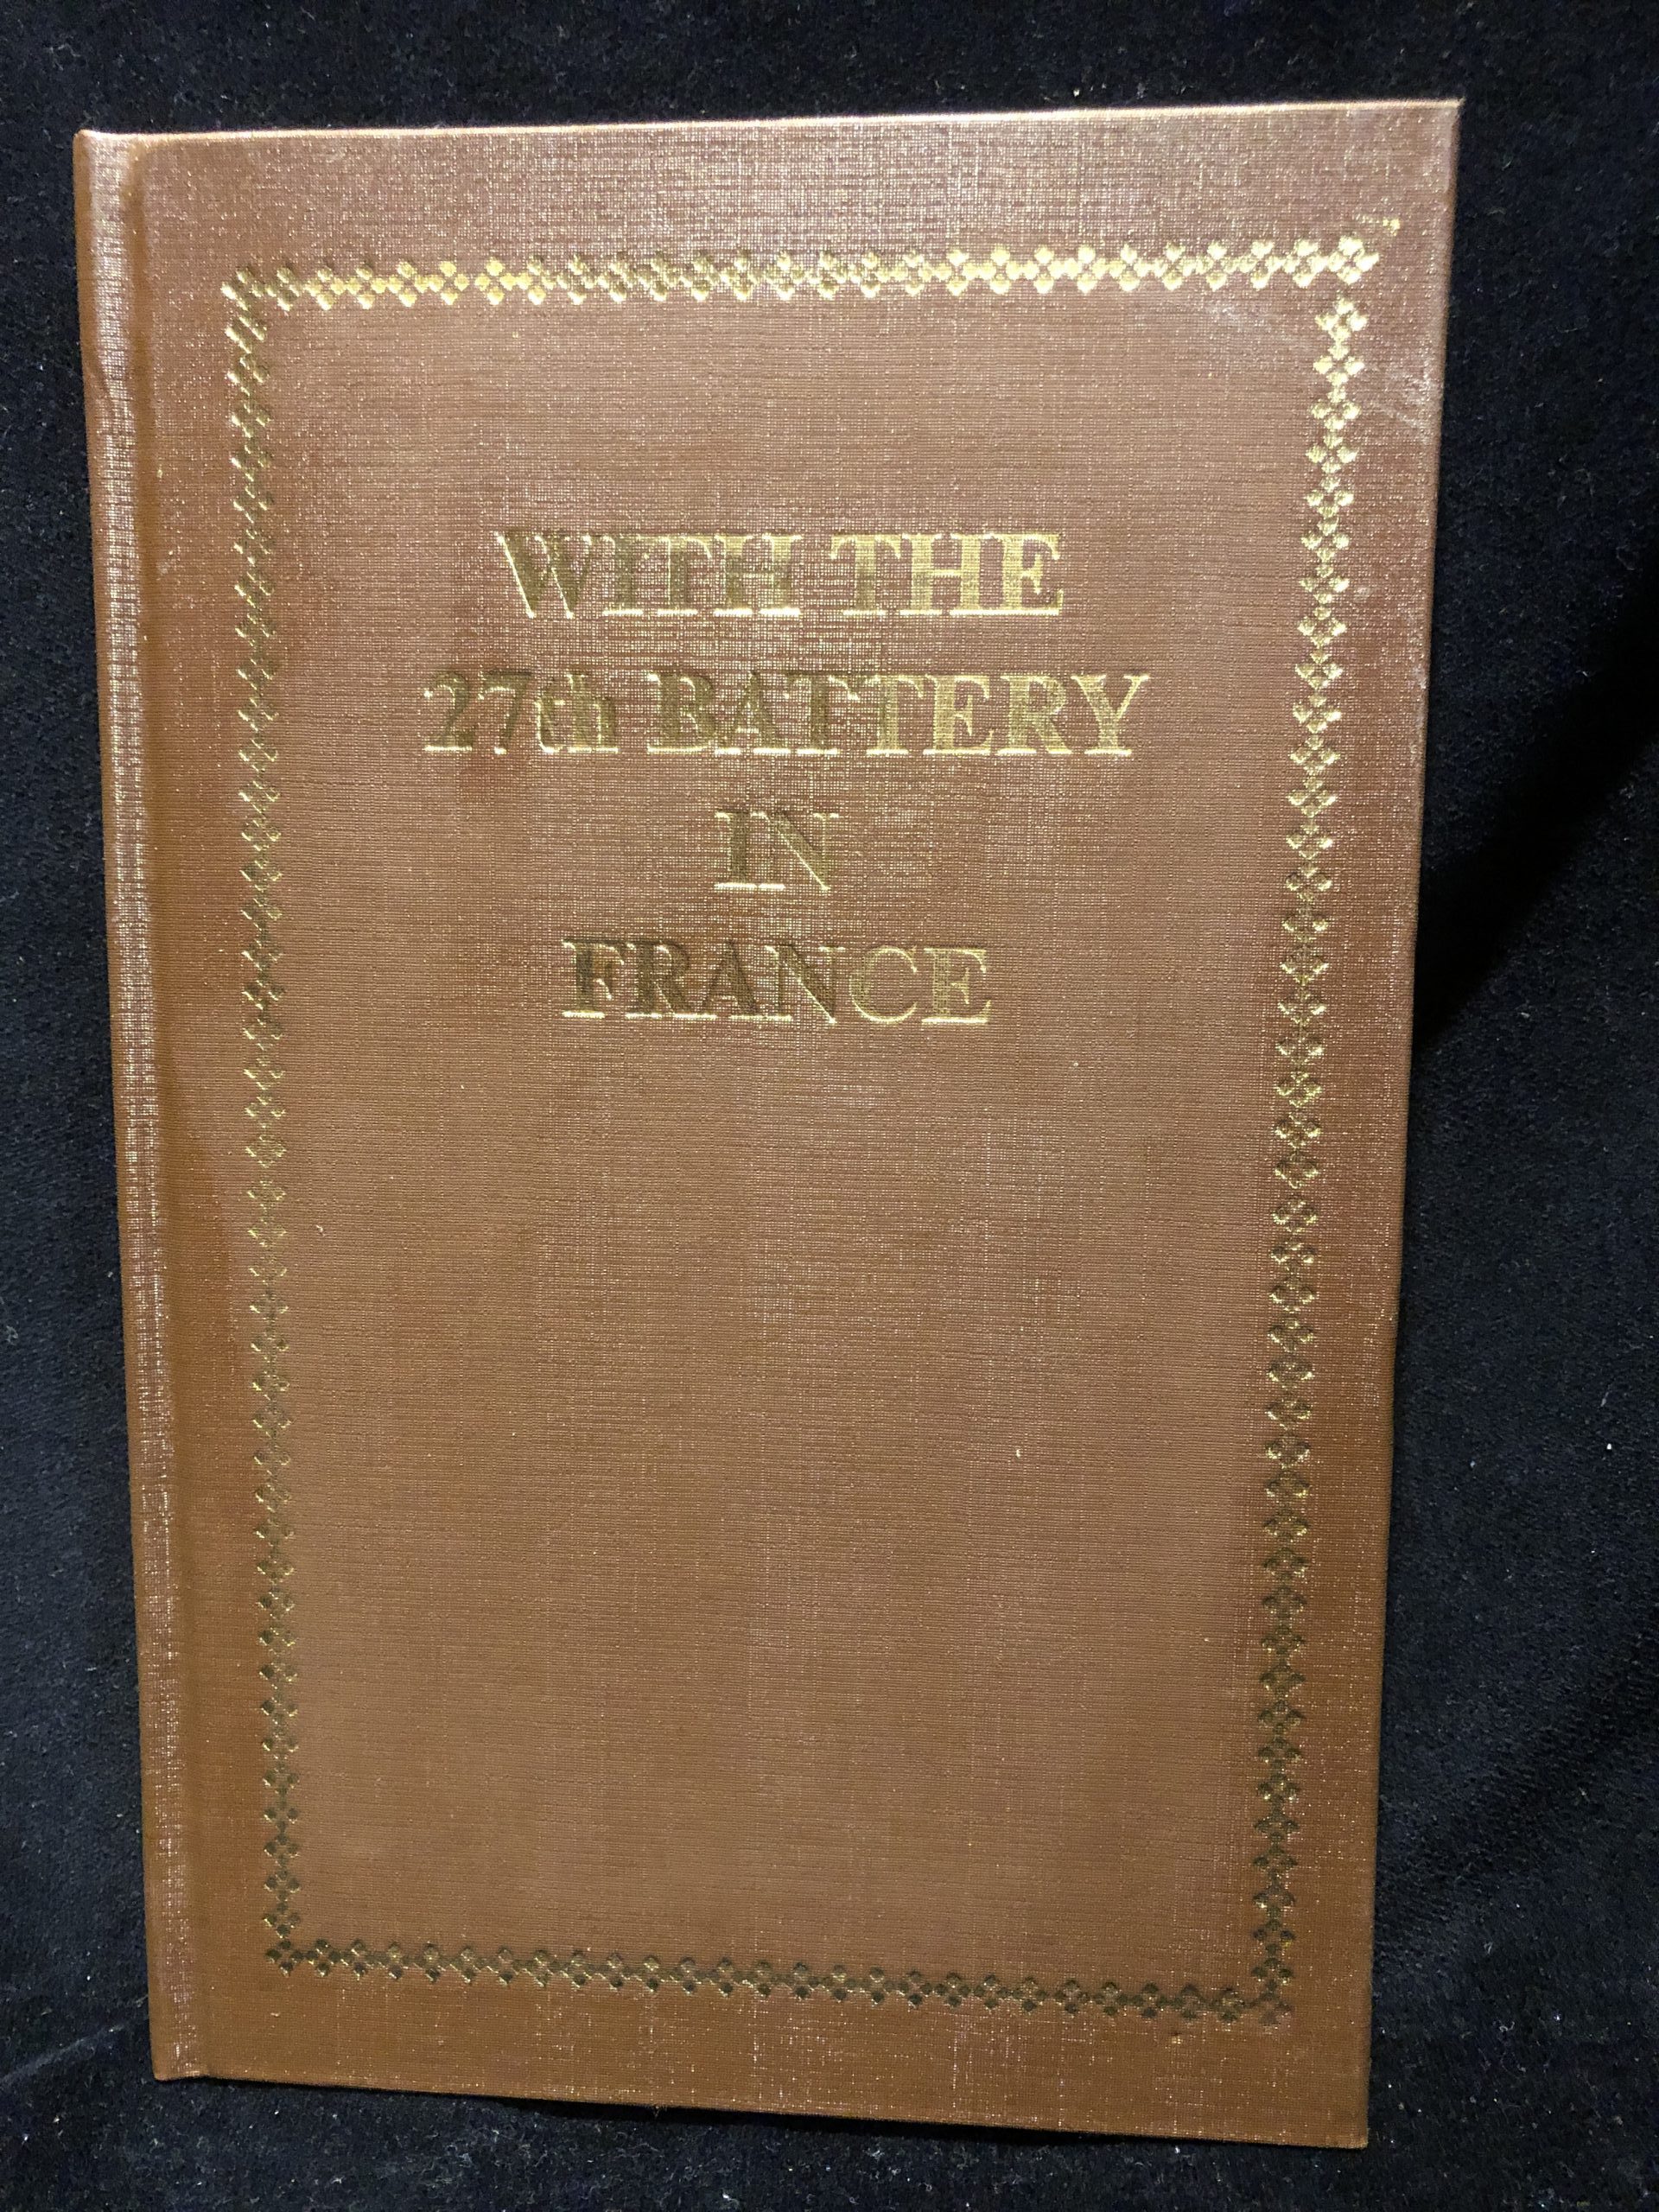 WITH THE
27th BATTERY
IN
FRANCE